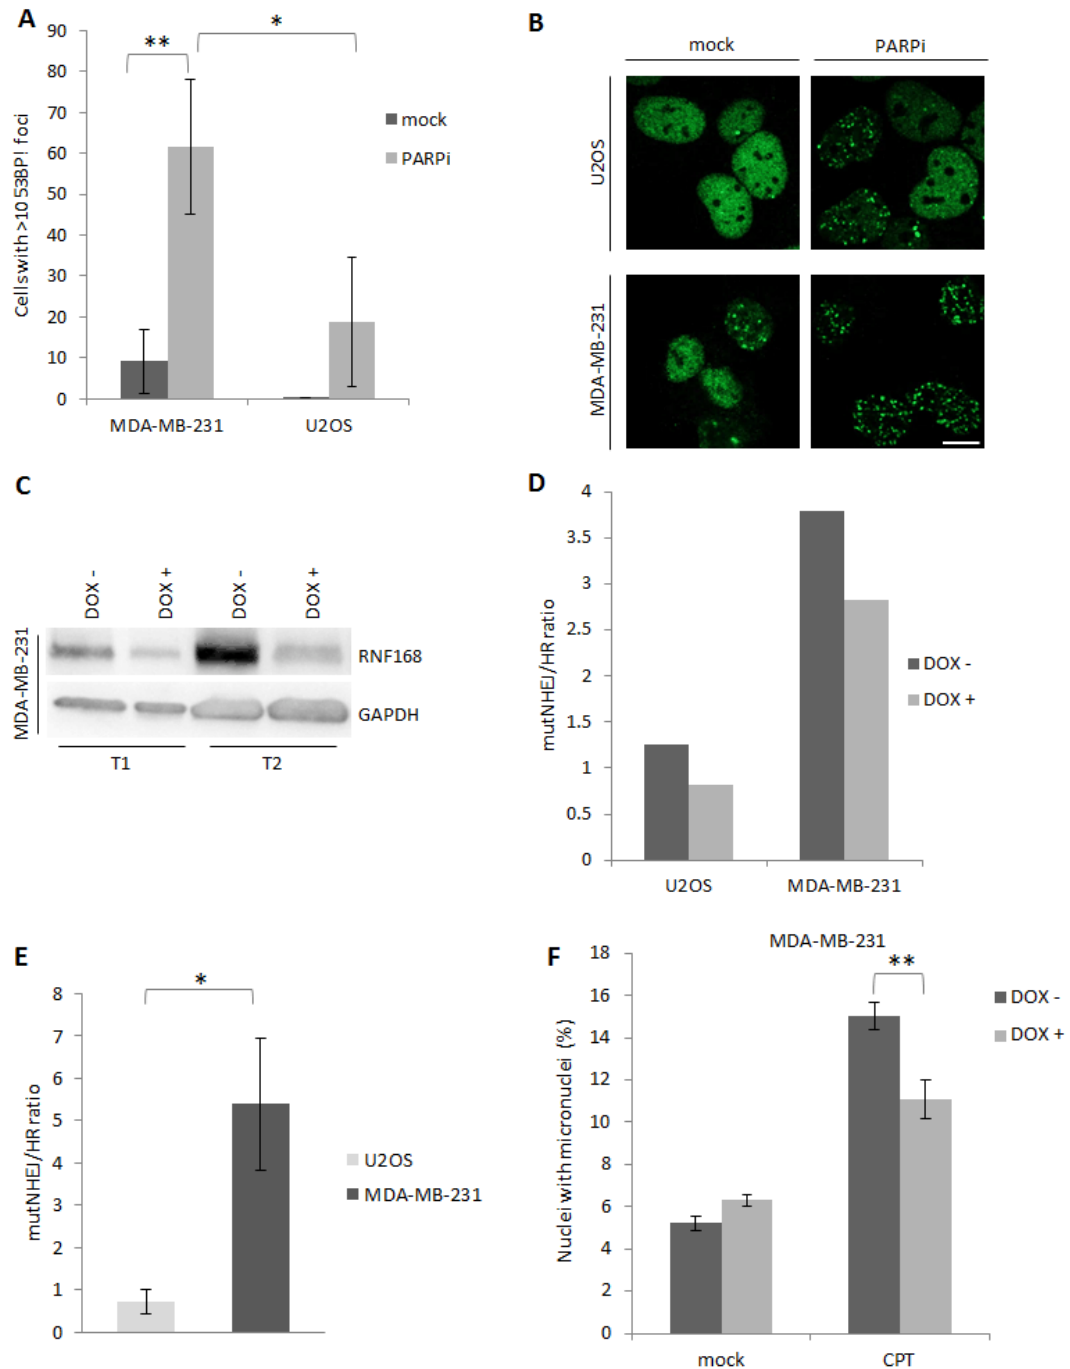 A
**
*
90
80
70
60
50
40
30
20
10
0
Cells with >10 53BP! foci
mock
PARPi
MDA-MB-231
U2OS
B
mock
PARPi
U2OS
MDA-MB-231
C
DOX -
DOX +
DOX -
DOX +
MDA-MB-231
RNF168
GAPDH
T1
T2
D
4
3.5
3
2.5
2
1.5
1
0.5
0
mutNHEJ/HR ratio
DOX -
DOX +
U2OS
MDA-MB-231
E
*
8
7
6
5
4
3
2
1
0
mutNHEJ/HR ratio
U2OS
MDA-MB-231
F
MDA-MB-231
**
18
16
14
12
10
8
6
4
2
0
Nuclei with micronuclei (%)
DOX -
DOX +
mock
CPT